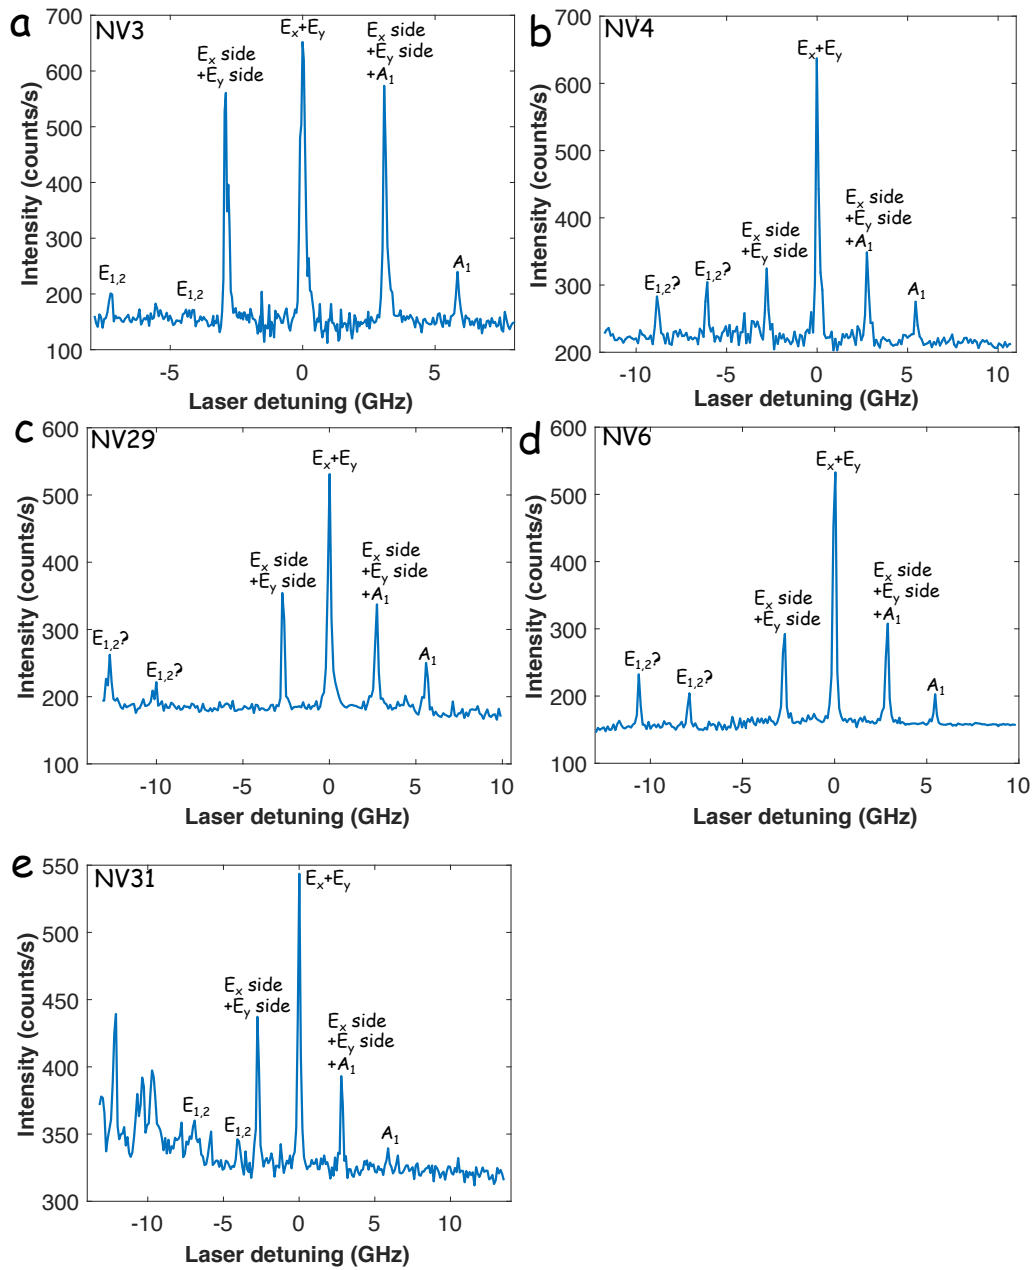 a
NV3
Intensity (counts/s)
700
600
500
400
300
200
100
E1,2
E1,2
Ex side
+Ey side
Ex+Ey
Ex side
+Ey side
+A1
A1
-5
0
5
Laser detuning (GHz)
b
NV4
Intensity (counts/s)
700
600
500
400
300
200
E1,2?
E1,2?
Ex side
+Ey side
Ex+Ey
Ex side
+Ey side
+A1
A1
-10
-5
0
5
10
Laser detuning (GHz)
c
NV29
Intensity (counts/s)
600
500
400
300
200
100
E1,2?
E1,2?
Ex side
+Ey side
Ex+Ey
Ex side
+Ey side
+A1
A1
-10
-5
0
5
10
Laser detuning (GHz)
d
NV6
Intensity (counts/s)
600
500
400
300
200
100
E1,2?
E1,2?
Ex side
+Ey side
Ex+Ey
Ex side
+Ey side
+A1
A1
-10
-5
0
5
10
Laser detuning (GHz)
e
NV31
Intensity (counts/s)
550
500
450
400
350
300
E1,2
E1,2
Ex side
+Ey side
Ex+Ey
Ex side
+Ey side
+A1
A1
-10
-5
0
5
10
Laser detuning (GHz)